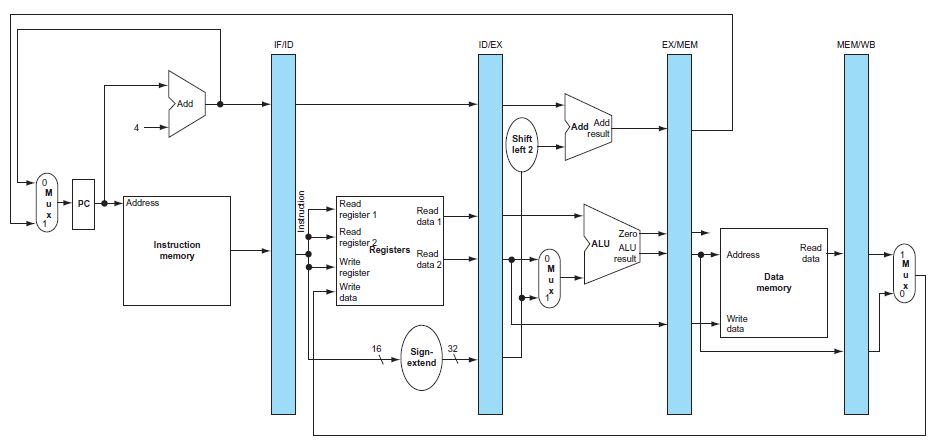 IF/ID
ID/EX
EX/MEM
MEM/WB
Add
4
Add Add
result
Shift
left 2
0
M
u
x
1
PC
Address
Instruction
memory
Instruction
Read
register 1
Read
register 2
Write
register
Write
data
Registers
Read
data 1
Read
data 2
0
M
u
x
1
ALU
Zero
ALU
result
Address
Data
memory
Read
data
Write
data
1
M
u
x
0
16
Sign-
extend
32